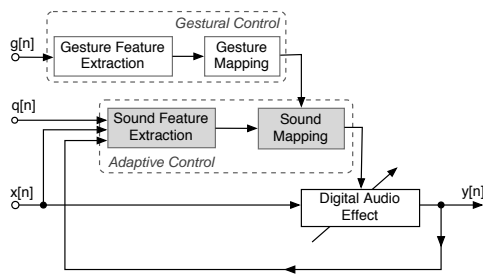 Gestural Control
g[n]
Gesture Feature
Extraction
Gesture
Mapping
q[n]
Sound Feature
Extraction
Sound
Mapping
Adaptive Control
x[n]
Digital Audio
Effect
y[n]